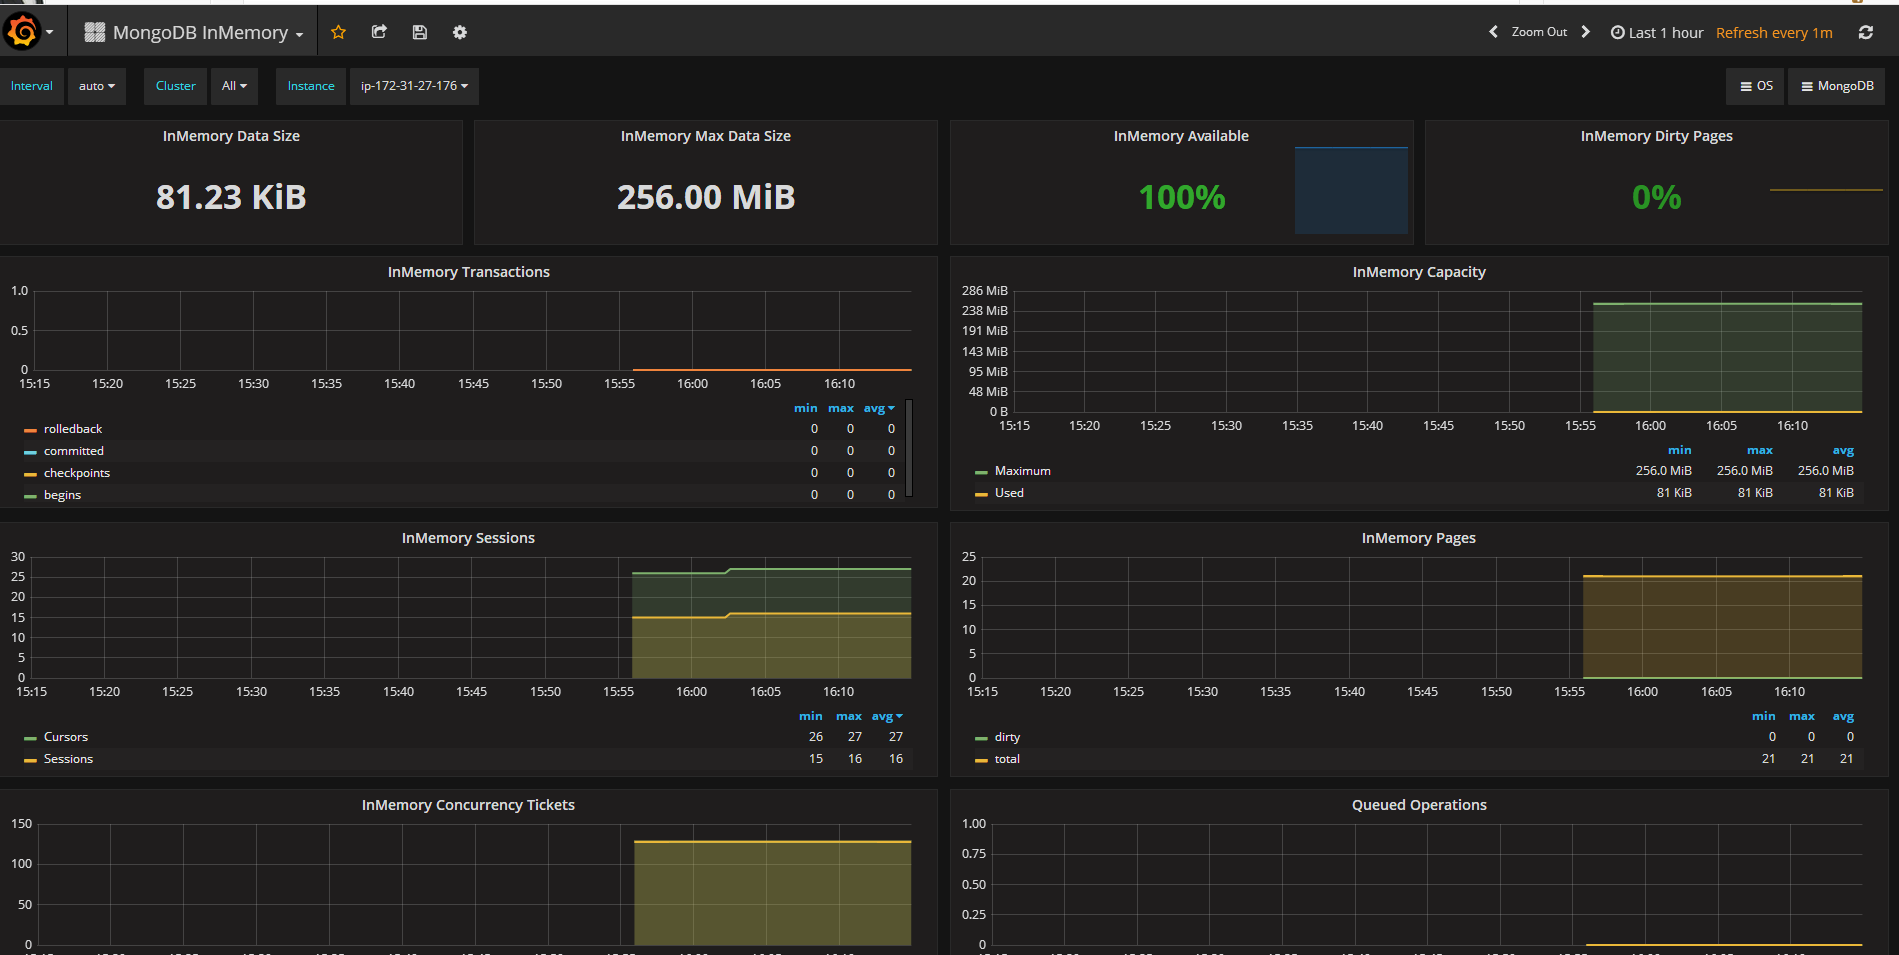 MongoDB InMemory
Zoom Out
Last 1 hour
Refresh every 1m
Interval auto Cluster All Instance ip-172-31-27-176 OS MongoDB
InMemory Data Size
81.23 KiB
InMemory Max Data Size
256.00 MiB
InMemory Available
100%
InMemory Dirty Pages
0%
InMemory Transactions
1.0
0.5
0
15:15 15:20 15:25 15:30 15:35 15:40 15:45 15:50 15:55 16:00 16:05 16:10
min max avg
rolledback 0 0 0
committed 0 0 0
checkpoints 0 0 0
begins 0 0 0
InMemory Capacity
286 MiB
238 MiB
191 MiB
143 MiB
95 MiB
48 MiB
0 B
15:15 15:20 15:25 15:30 15:35 15:40 15:45 15:50 15:55 16:00 16:05 16:10
min max avg
Maximum 256.0 MiB 256.0 MiB 256.0 MiB
Used 81 KiB 81 KiB 81 KiB
InMemory Sessions
30
25
20
15
10
5
0
15:15 15:20 15:25 15:30 15:35 15:40 15:45 15:50 15:55 16:00 16:05 16:10
min max avg
Cursors 26 27 27
Sessions 15 16 16
InMemory Pages
25
20
15
10
5
0
15:15 15:20 15:25 15:30 15:35 15:40 15:45 15:50 15:55 16:00 16:05 16:10
min max avg
dirty 0 0 0
total 21 21 21
InMemory Concurrency Tickets
150
100
50
0
Queued Operations
1.00
0.75
0.50
0.25
0